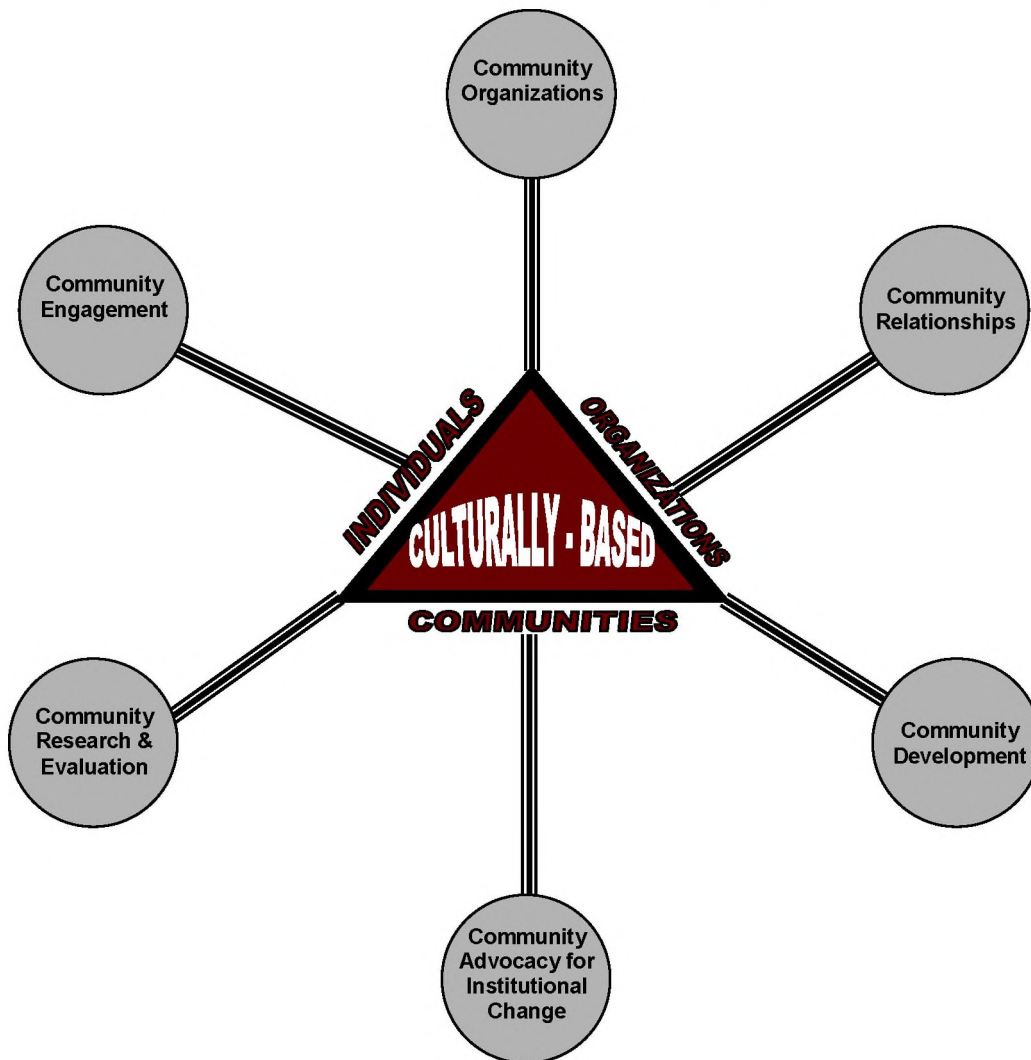 Community
Organizations
Community
Engagement
Community
Relationships
INDIVIDUALS
ORGANIZATIONS
CULTURALLY - BASED
COMMUNITIES
Community
Research &
Evaluation
Community
Development
Community
Advocacy for
Institutional
Change